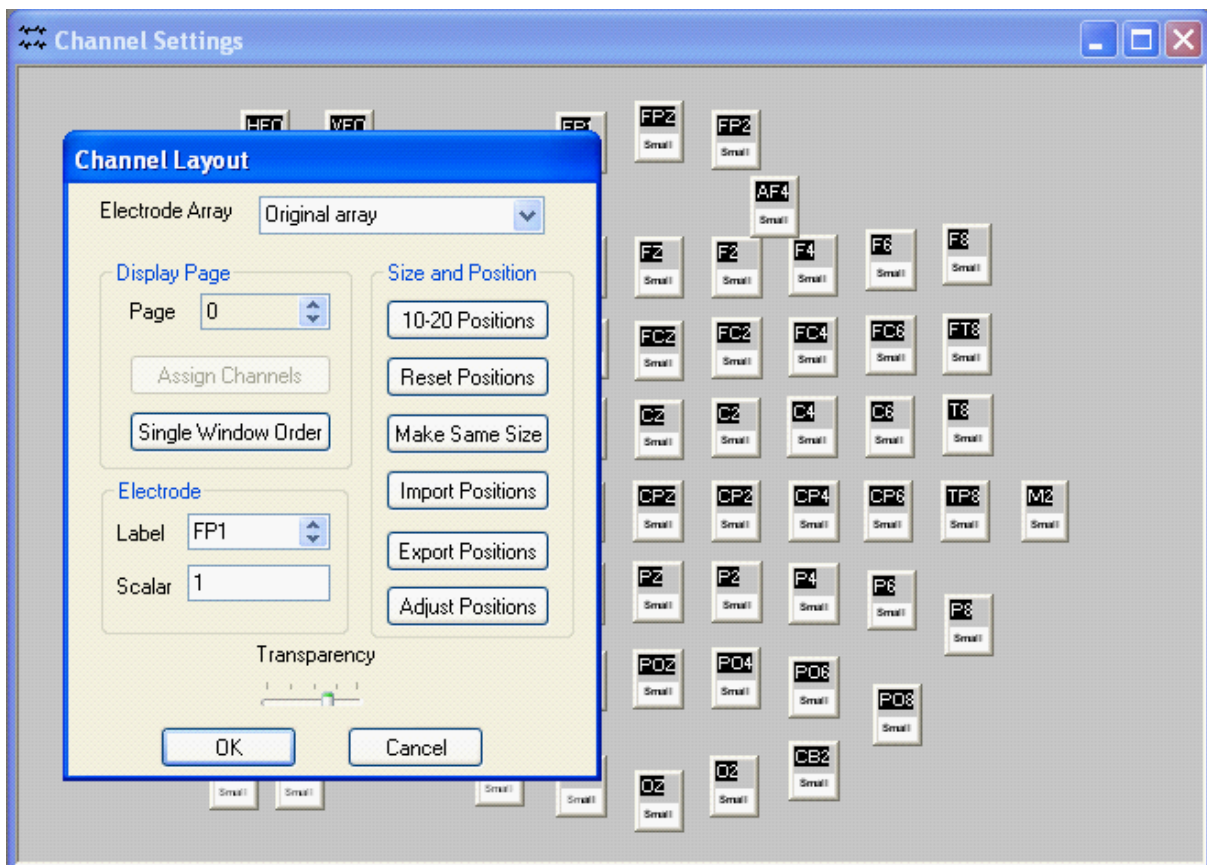 Channel Settings
FPZ
Small
FP2
Small
AF4
Small
Channel Layout
Electrode Array Original array
Display Page
Page 0
Assign Channels
Single Window Order
Electrode
Label FP1
Scalar 1
Size and Position
10-20 Positions
Reset Positions
Make Same Size
Import Positions
Export Positions
Adjust Positions
Transparency
OK Cancel
FZ F2 F4 F6 F8
Small Small Small Small Small
FCZ FC2 FC4 FC6 FT8
Small Small Small Small Small
CZ C2 C4 C6 T8
Small Small Small Small Small
CPZ CP2 CP4 CP6 TP8 M2
Small Small Small Small Small Small
PZ P2 P4 P6 P8
Small Small Small Small Small
POZ PO4 PO6 PO8
Small Small Small Small
OZ O2 CB2
Small Small Small
Small Small Small Small